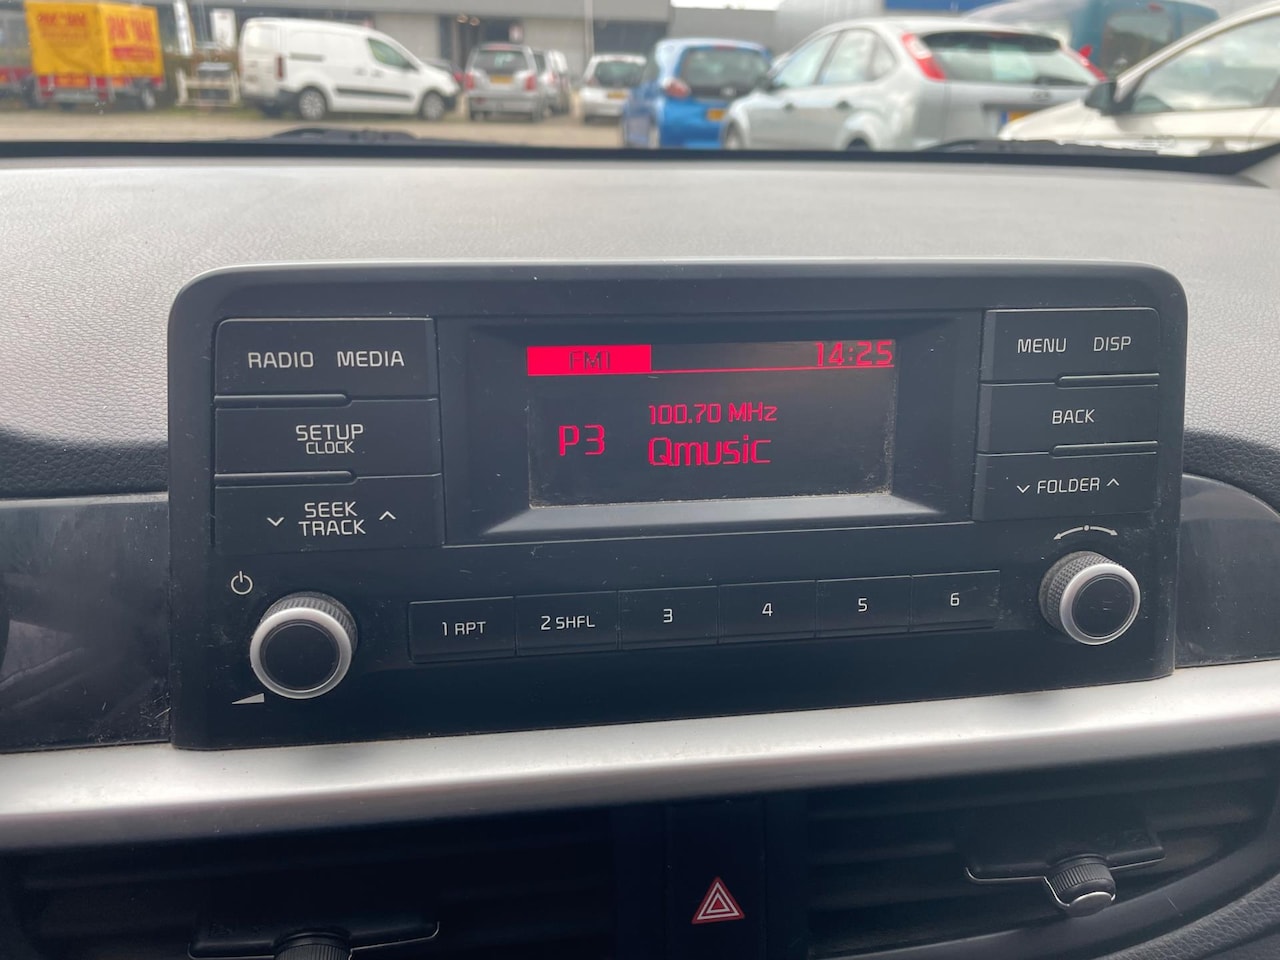 RADIO MEDIA
SETUP
CLOCK
SEEK
TRACK
FM1
14:25
P3
100.70 MHz
Qmusic
MENU DISP
BACK
FOLDER
1 RPT
2 SHFL
3
4
5
6